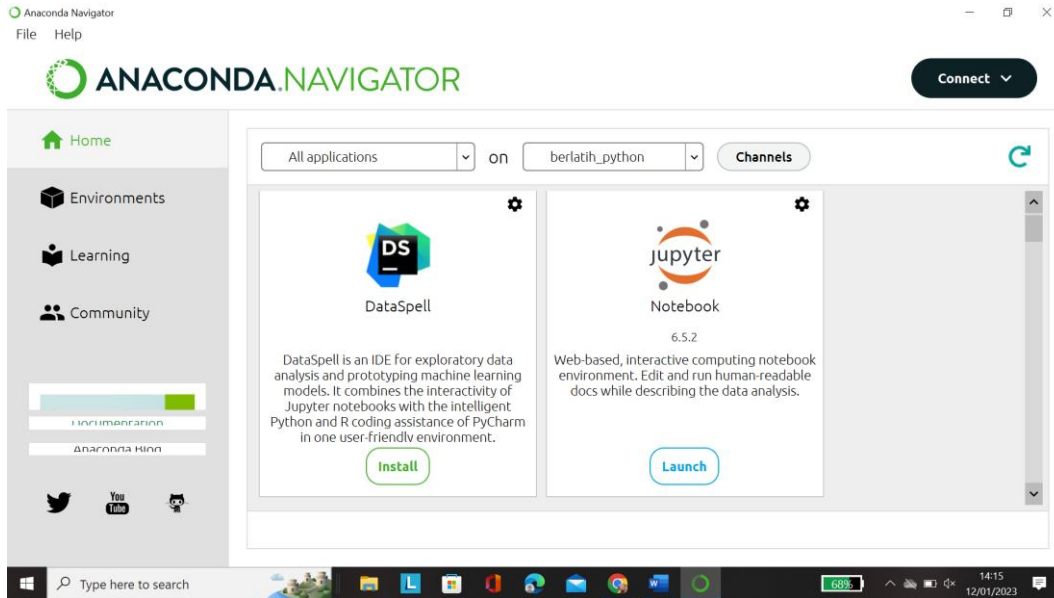 Anaconda Navigator
File Help
ANACONDA.NAVIGATOR
Connect
Home
Environments
Learning
Community
Documentation
Anaconda Blog
You
Tube
All applications on berlatih_python Channels
DS
DataSpell
DataSpell is an IDE for exploratory data
analysis and prototyping machine learning
models. It combines the interactivity of
Jupyter notebooks with the intelligent
Python and R coding assistance of PyCharm
in one user-friendly environment.
Install
jupyter
Notebook
6.5.2
Web-based, interactive computing notebook
environment. Edit and run human-readable
docs while describing the data analysis.
Launch
Type here to search
L
68%
14:15
12/01/2023